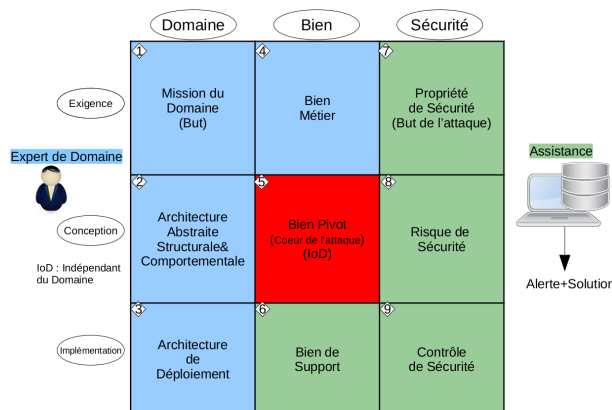 Domaine
Bien
Sécurité
1
4
7
Exigence
Mission du
Domaine
(But)
Bien
Métier
Propriété
de Sécurité
(But de l'attaque)
Expert de Domaine
Assistance
2
5
8
Conception
Architecture
Abstraite
Structurale&
Comportementale
Bien Pivot
(Coeur de l'attaque)
(IoD)
Risque de
Sécurité
IoD : Indépendant
du Domaine
Alerte+Solution
3
6
9
Implémentation
Architecture
de
Déploiement
Bien de
Support
Contrôle
de Sécurité